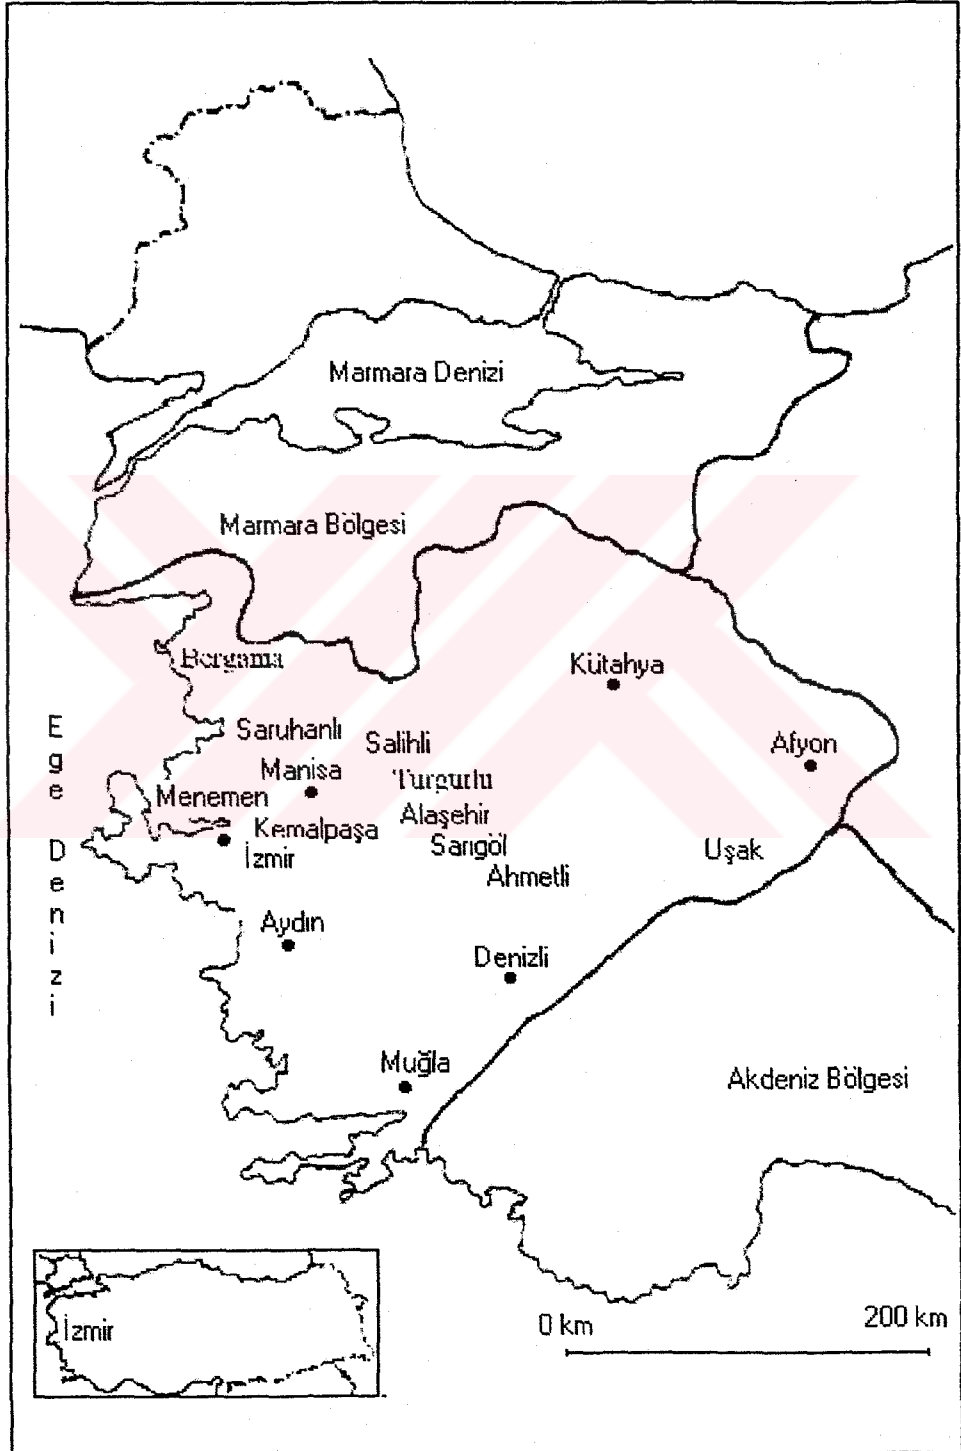 Marmara Denizi
Marmara Bölgesi
Bergama
Kütahya
Ege Denizi
Saruhanlı
Salihli
Afyon
Manisa
Turgurlu
Menemen
Alaşehir
Kemalpaşa
Sarıgöl
Uşak
İzmir
Ahmetli
Aydın
Denizli
Muğla
Akdeniz Bölgesi
İzmir
0 km
200 km